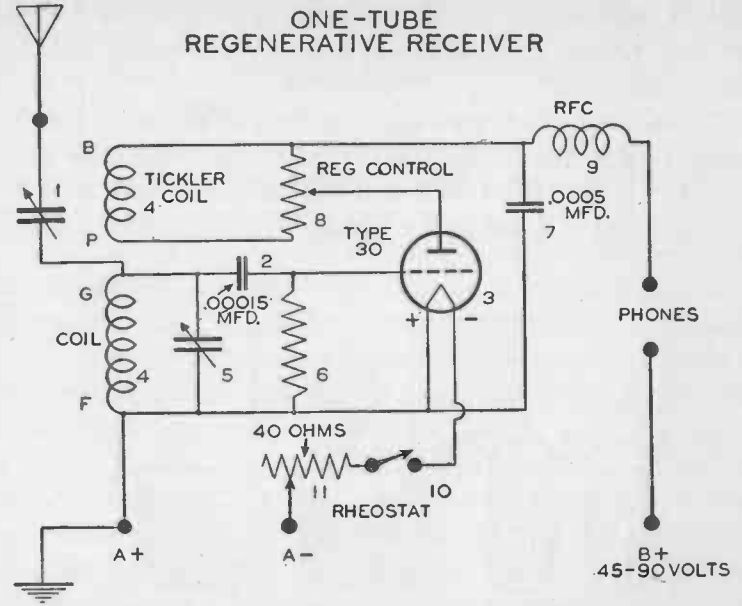 ONE-TUBE
REGENERATIVE RECEIVER
RFC
9
B
TICKLER
COIL
4
P
REG CONTROL
8
1
.0005
MFD.
7
TYPE
30
2
3
G
.00015
MFD.
+
-
PHONES
COIL
4
5
6
F
40 OHMS
11
10
RHEOSTAT
A+
A-
B+
45-90 VOLTS